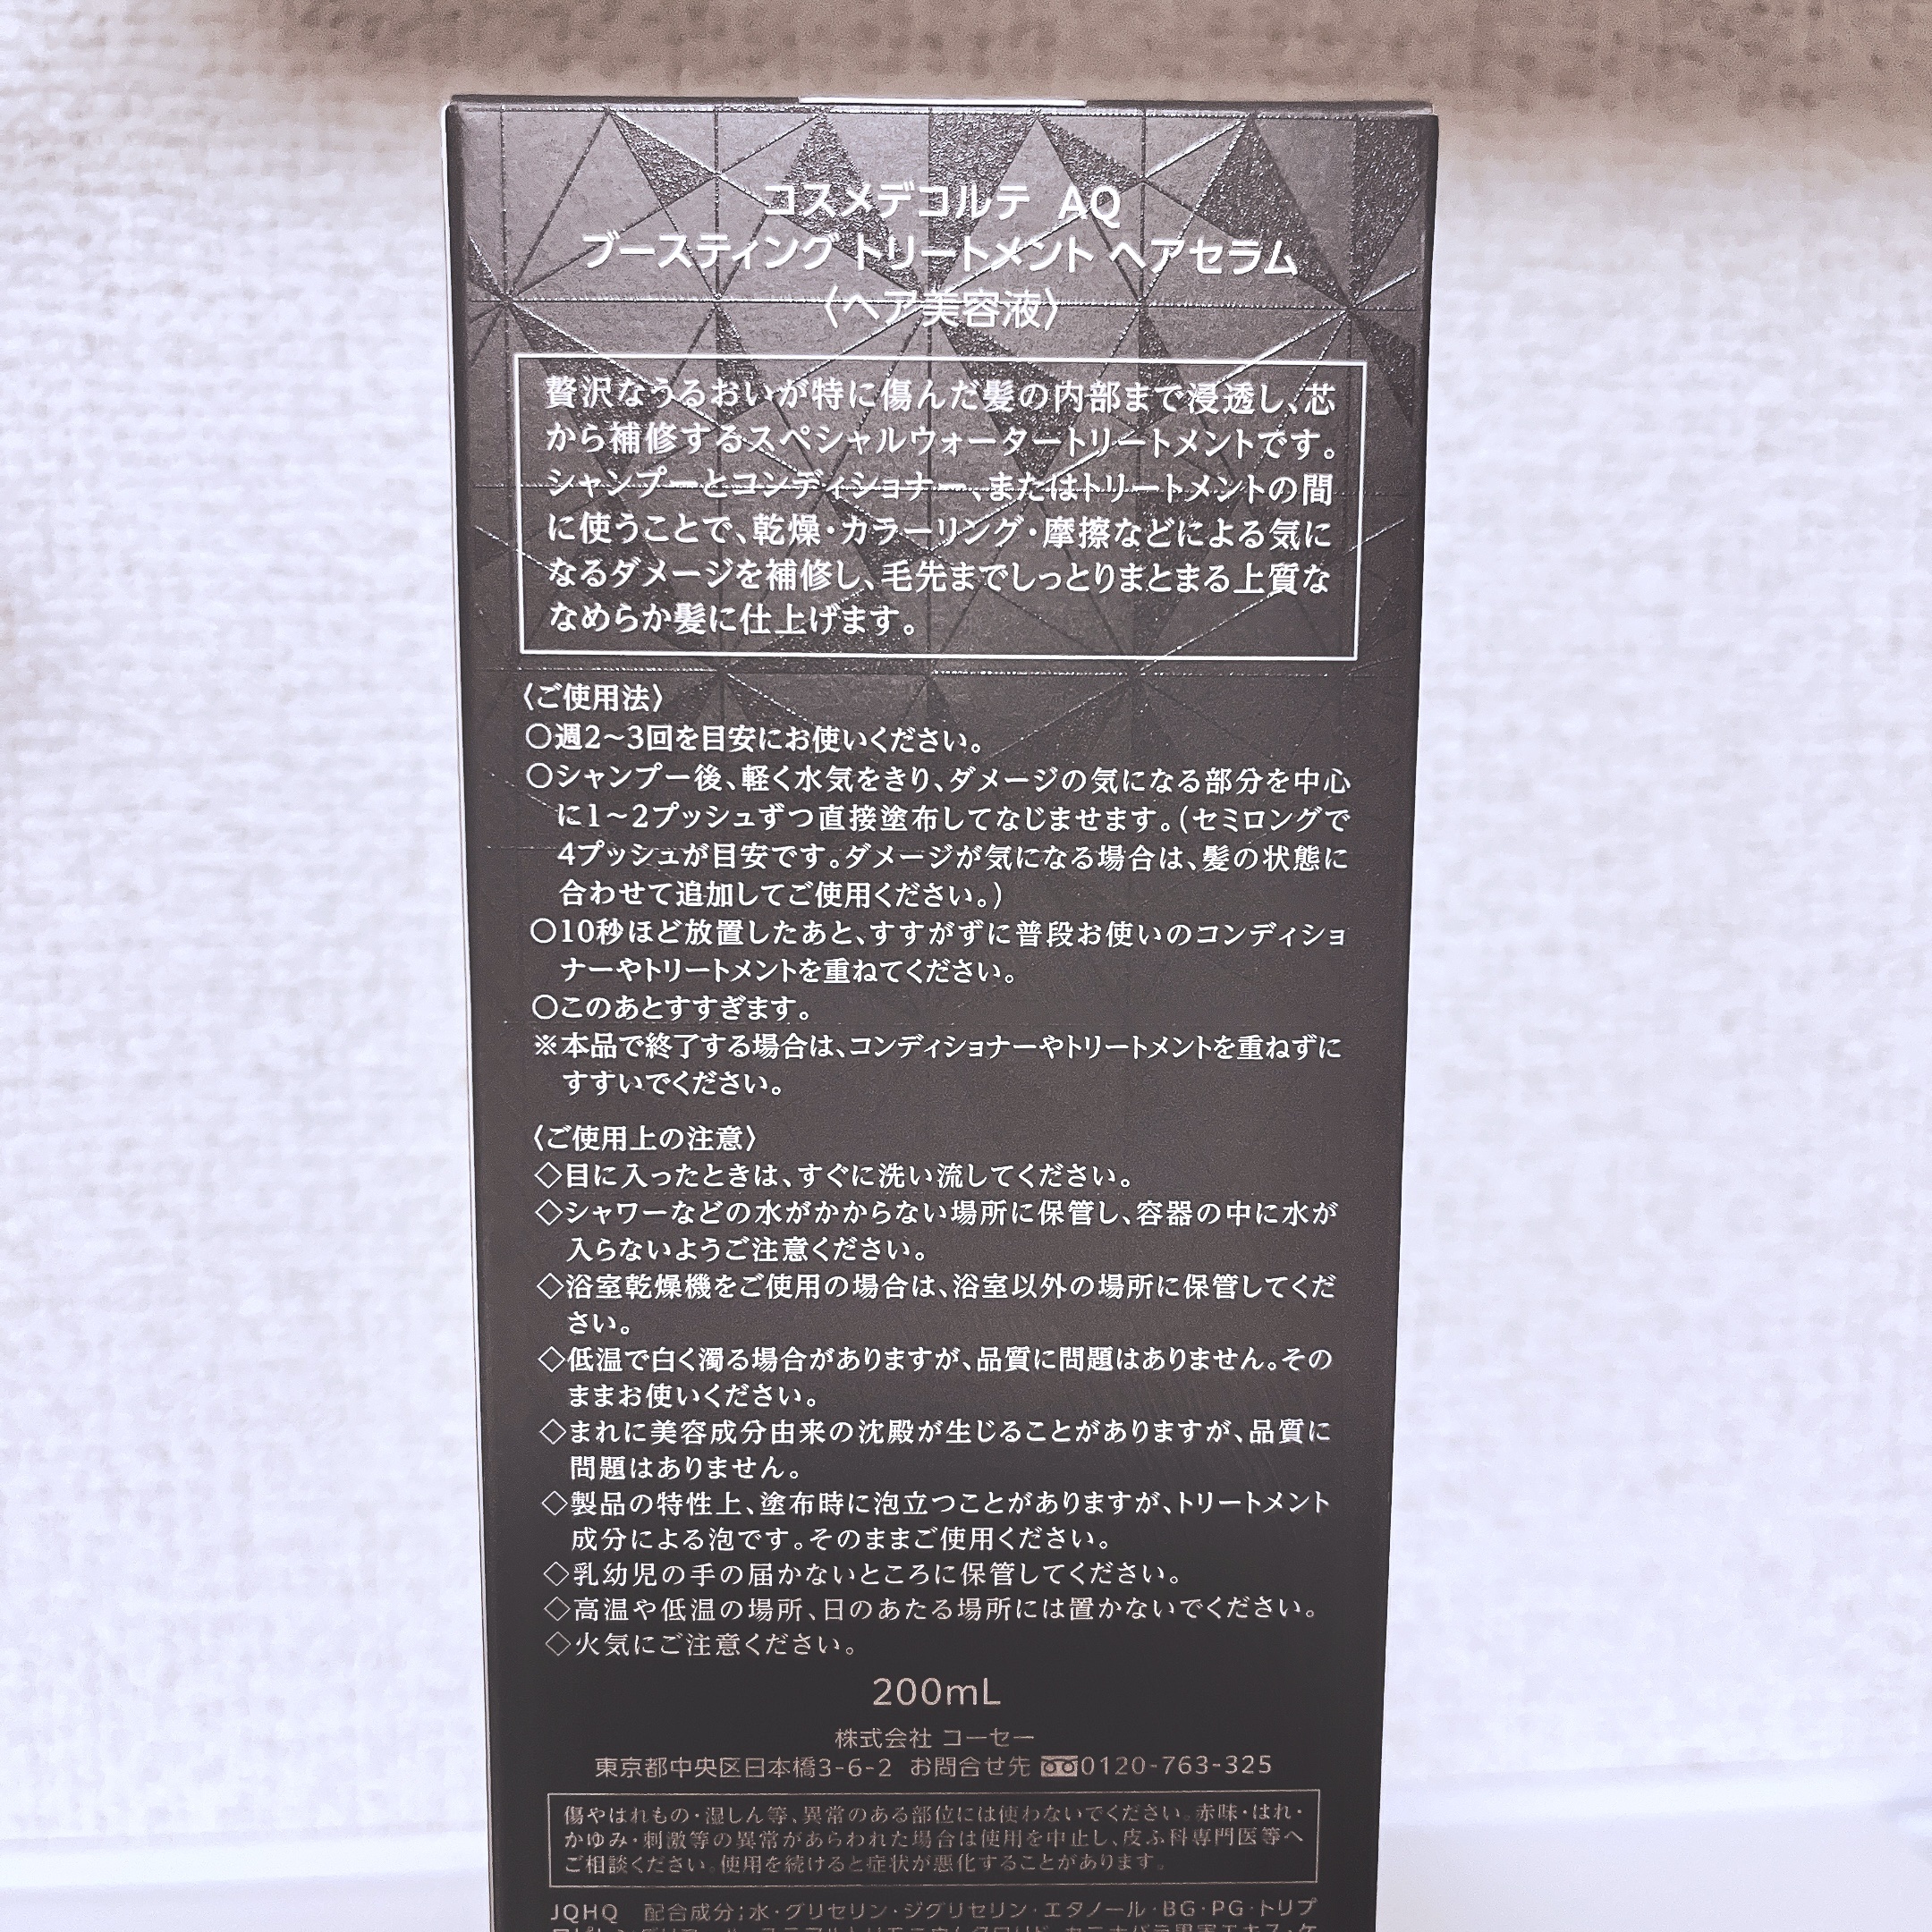 コスメデコルテ AQ
ブースティング トリートメント ヘアセラム
〈ヘア美容液〉
贅沢なうるおいが特に傷んだ髪の内部まで浸透し、芯
から補修するスペシャルウォータートリートメントです。
シャンプーとコンディショナー、またはトリートメントの間
に使うことで、乾燥・カラーリング・摩擦などによる気に
なるダメージを補修し、毛先までしっとりまとまる上質な
なめらか髪に仕上げます。
〈ご使用法〉
○週2～3回を目安にお使いください。
○シャンプー後、軽く水気をきり、ダメージの気になる部分を中心
に1～2プッシュずつ直接塗布してなじませます。(セミロングで
4プッシュが目安です。ダメージが気になる場合は、髪の状態に
合わせて追加してご使用ください。)
○10秒ほど放置したあと、すすがずに普段お使いのコンディショ
ナーやトリートメントを重ねてください。
○このあとすすぎます。
※本品で終了する場合は、コンディショナーやトリートメントを重ねずに
すすいでください。
〈ご使用上の注意〉
◇目に入ったときは、すぐに洗い流してください。
◇シャワーなどの水がかからない場所に保管し、容器の中に水が
入らないようご注意ください。
◇浴室乾燥機をご使用の場合は、浴室以外の場所に保管してくだ
さい。
◇低温で白く濁る場合がありますが、品質に問題はありません。その
ままお使いください。
◇まれに美容成分由来の沈殿が生じることがありますが、品質に
問題はありません。
◇製品の特性上、塗布時に泡立つことがありますが、トリートメント
成分による泡です。そのままご使用ください。
◇乳幼児の手の届かないところに保管してください。
◇高温や低温の場所、日のあたる場所には置かないでください。
◇火気にご注意ください。
200mL
株式会社 コーセー
東京都中央区日本橋3-6-2 お問合せ先 0120-763-325
傷やはれもの・湿しん等、異常のある部位には使わないでください。赤味・はれ・
かゆみ・刺激等の異常があらわれた場合は使用を中止し、皮ふ科専門医等へ
ご相談ください。使用を続けると症状が悪化することがあります。
JQHQ 配合成分;水・グリセリン・ジグリセリン・エタノール・BG・PG・トリプ